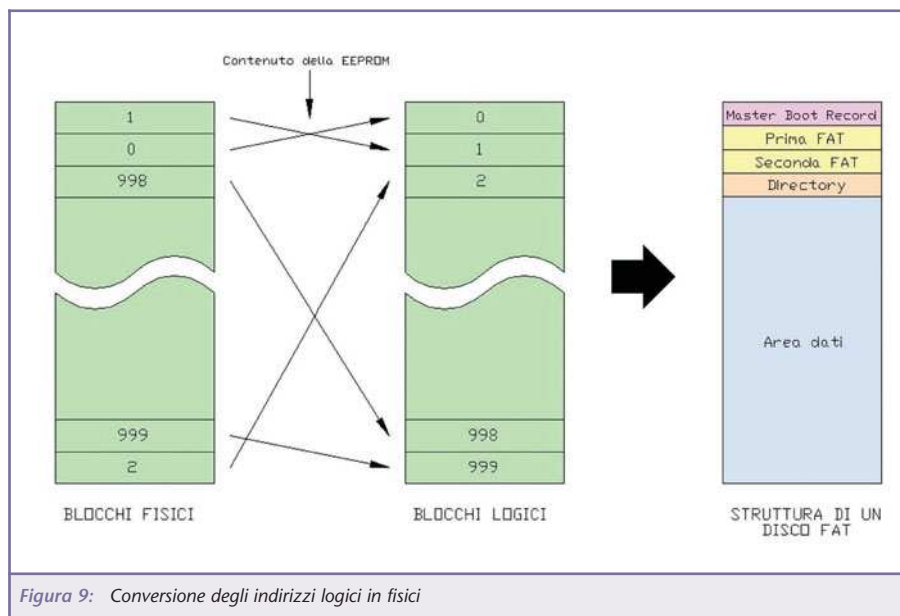 Contenuto della EEPROM
1
0
998
999
2
BLOCCHI FISICI
0
1
2
998
999
BLOCCHI LOGICI
Master Boot Record
Prima FAT
Seconda FAT
Directory
Area dati
STRUTTURA DI UN
DISCO FAT
Figura 9: Conversione degli indirizzi logici in fisici